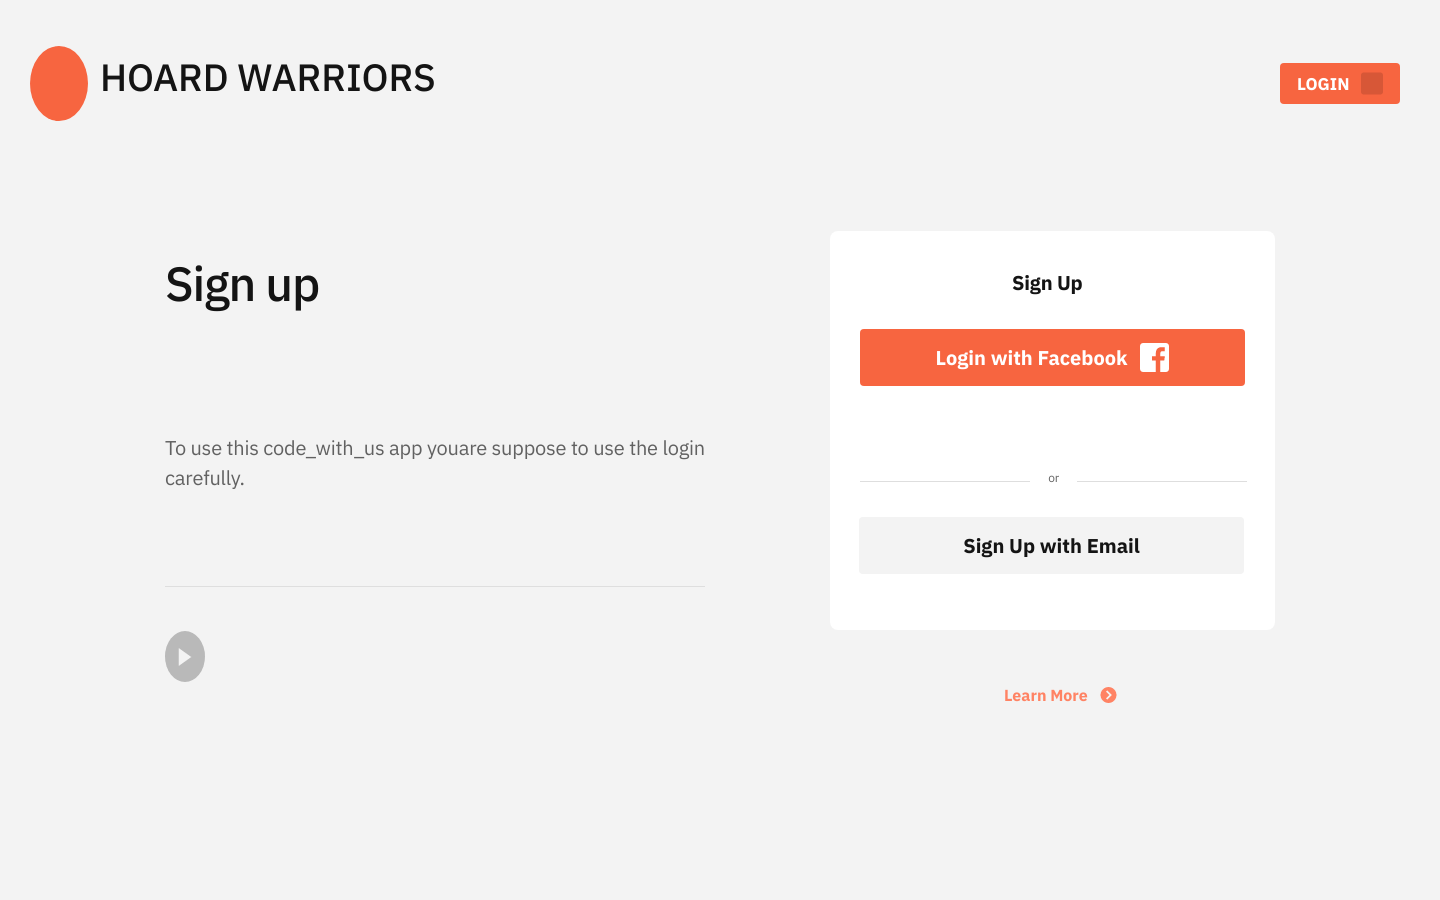 HOARD WARRIORS
LOGIN
Sign up
To use this code_with_us app youare suppose to use the login
carefully.
Sign Up
Login with Facebook
or
Sign Up with Email
Learn More